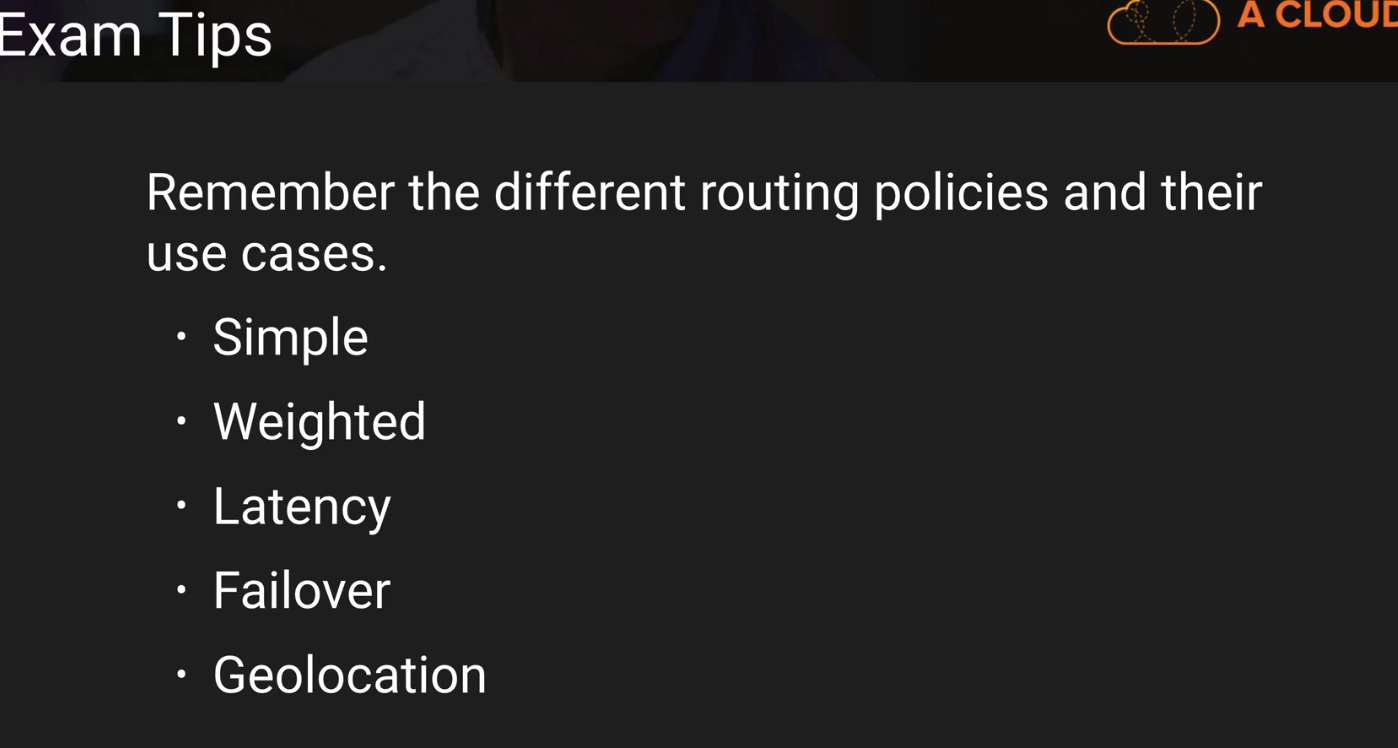 Exam Tips
A CLOUD
Remember the different routing policies and their
use cases.
• Simple
• Weighted
• Latency
• Failover
• Geolocation